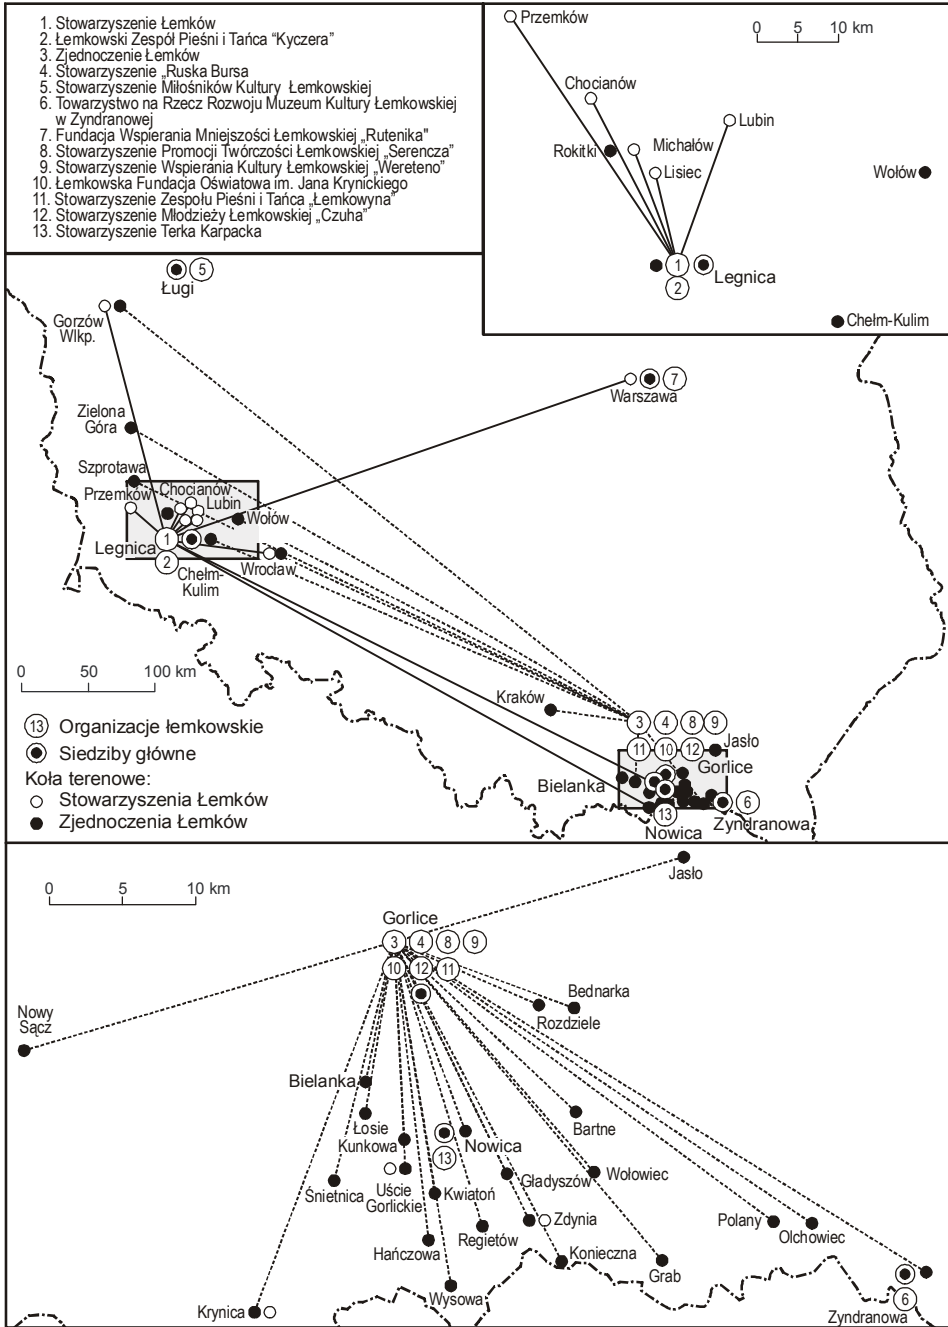 1. Stowarzyszenie Łemków
2. Łemkowski Zespół Pieśni i Tańca “Kyczera”
3. Zjednoczenie Łemków
4. Stowarzyszenie „Ruska Bursa
5. Stowarzyszenie Miłośników Kultury Łemkowskiej
6. Towarzystwo na Rzecz Rozwoju Muzeum Kultury Łemkowskiej
w Zyndranowej
7. Fundacja Wspierania Mniejszości Łemkowskiej „Rutenika"
8. Stowarzyszenie Promocji Twórczości Łemkowskiej „Serencza”
9. Stowarzyszenie Wspierania Kultury Łemkowskiej „Wereteno”
10. Łemkowska Fundacja Oświatowa im. Jana Krynickiego
11. Stowarzyszenie Zespołu Pieśni i Tańca „Łemkowyna”
12. Stowarzyszenie Młodzieży Łemkowskiej „Czuha”
13. Stowarzyszenie Terka Karpacka
Przemków
0 5 10 km
Chocianów
Lubin
Rokitki
Michałów
Lisiec
Wołów
1
Legnica
2
Chełm-Kulim
5
Ługi
Gorzów
Wlkp.
7
Warszawa
Zielona
Góra
Szprotawa
Przemków
Chocianów
Lubin
Wołów
Legnica
1
2
Chełm-
Kulim
Wrocław
0 50 100 km
Kraków
3 4 8 9
11 10 12
Jasło
Gorlice
Bielanka
6
13
Zyndranowa
Nowica
13 Organizacje łemkowskie
Siedziby główne
Koła terenowe:
Stowarzyszenia Łemków
Zjednoczenia Łemków
0 5 10 km
Jasło
Gorlice
3 4 8 9
10 12 11
Nowy
Sącz
Bednarka
Rozdziele
Bielanka
Łosie
Kunkowa
Nowica
13
Bartne
Śnietnica
Uście
Gorlickie
Kwiatoń
Gładyszów
Wołowiec
Hańczowa
Regietów
Zdynia
Konieczna
Grab
Polany
Olchowiec
Wysowa
Krynica
6
Zyndranowa